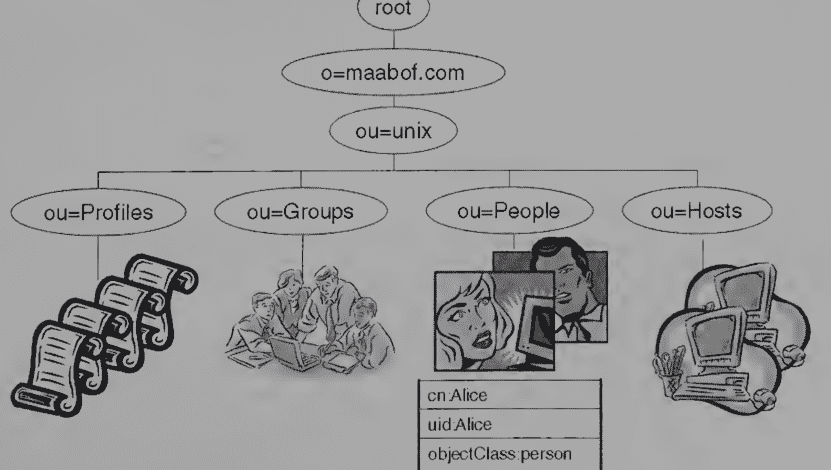 root
o=maabof.com
ou=unix
ou=Profiles
ou=Groups
ou=People
ou=Hosts
cn:Alice
uid:Alice
objectClass:person